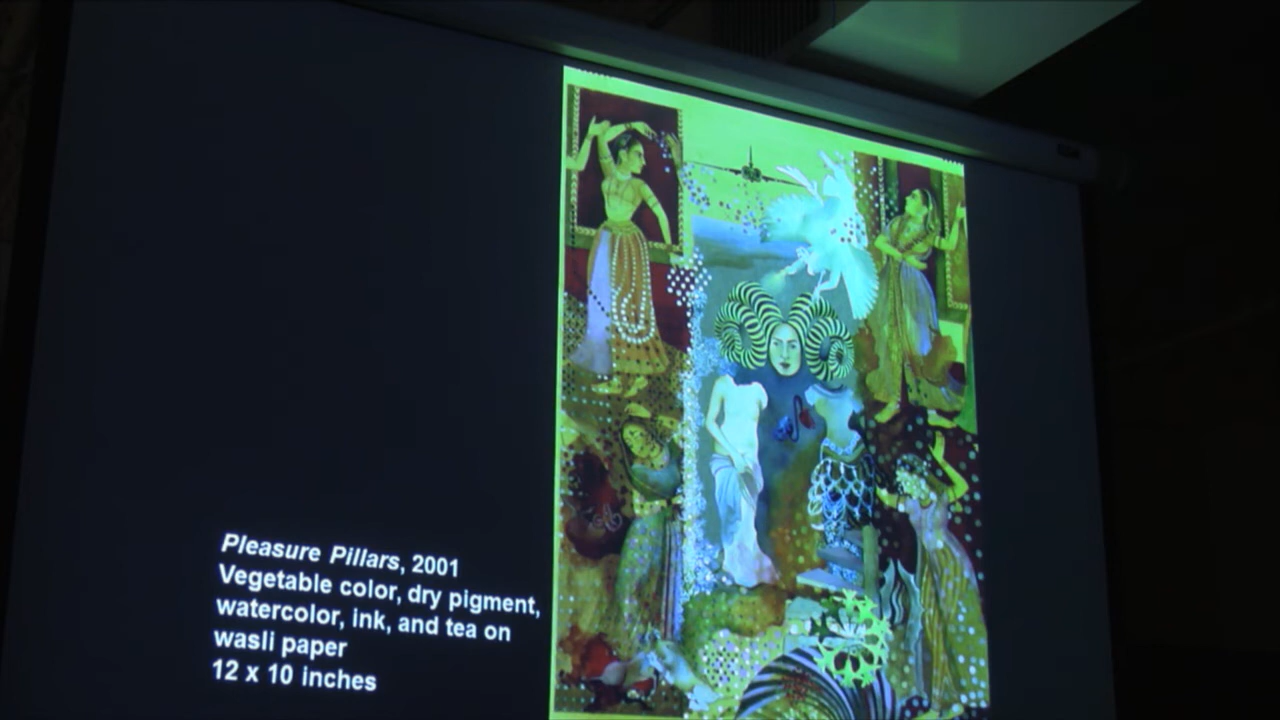 Pleasure Pillars, 2001
Vegetable color, dry pigment,
watercolor, ink, and tea on
wasli paper
12 x 10 inches